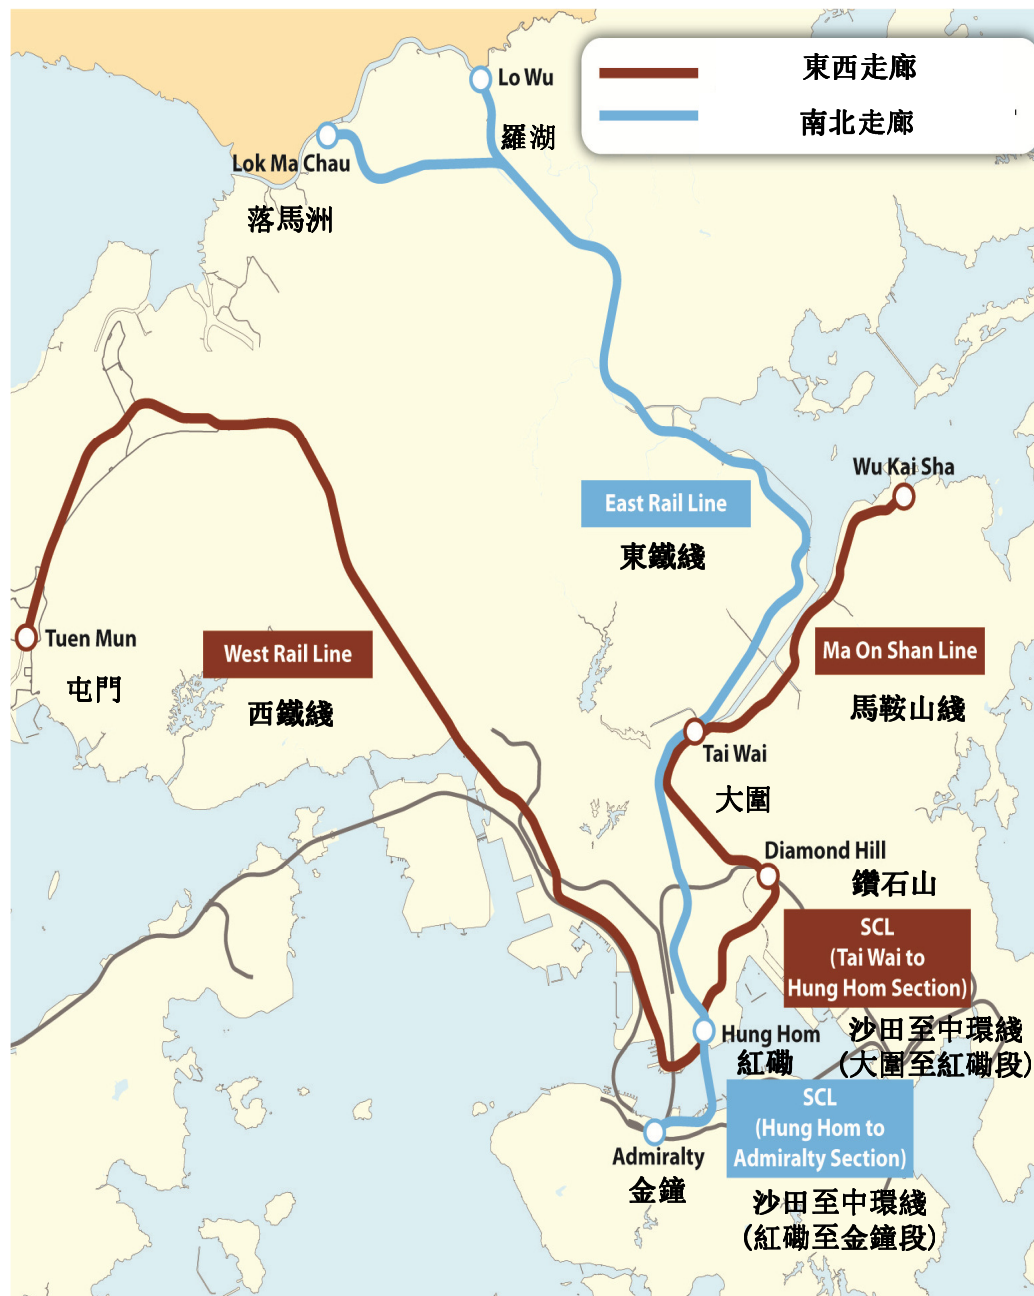 東西走廊
南北走廊
Lo Wu
羅湖
Lok Ma Chau
落馬洲
Wu Kai Sha
East Rail Line
東鐵綫
Tuen Mun
屯門
West Rail Line
西鐵綫
Ma On Shan Line
馬鞍山綫
Tai Wai
大圍
Diamond Hill
鑽石山
SCL
(Tai Wai to
Hung Hom Section)
沙田至中環綫
(大圍至紅磡段)
Hung Hom
紅磡
SCL
(Hung Hom to
Admiralty Section)
沙田至中環綫
(紅磡至金鐘段)
Admiralty
金鐘